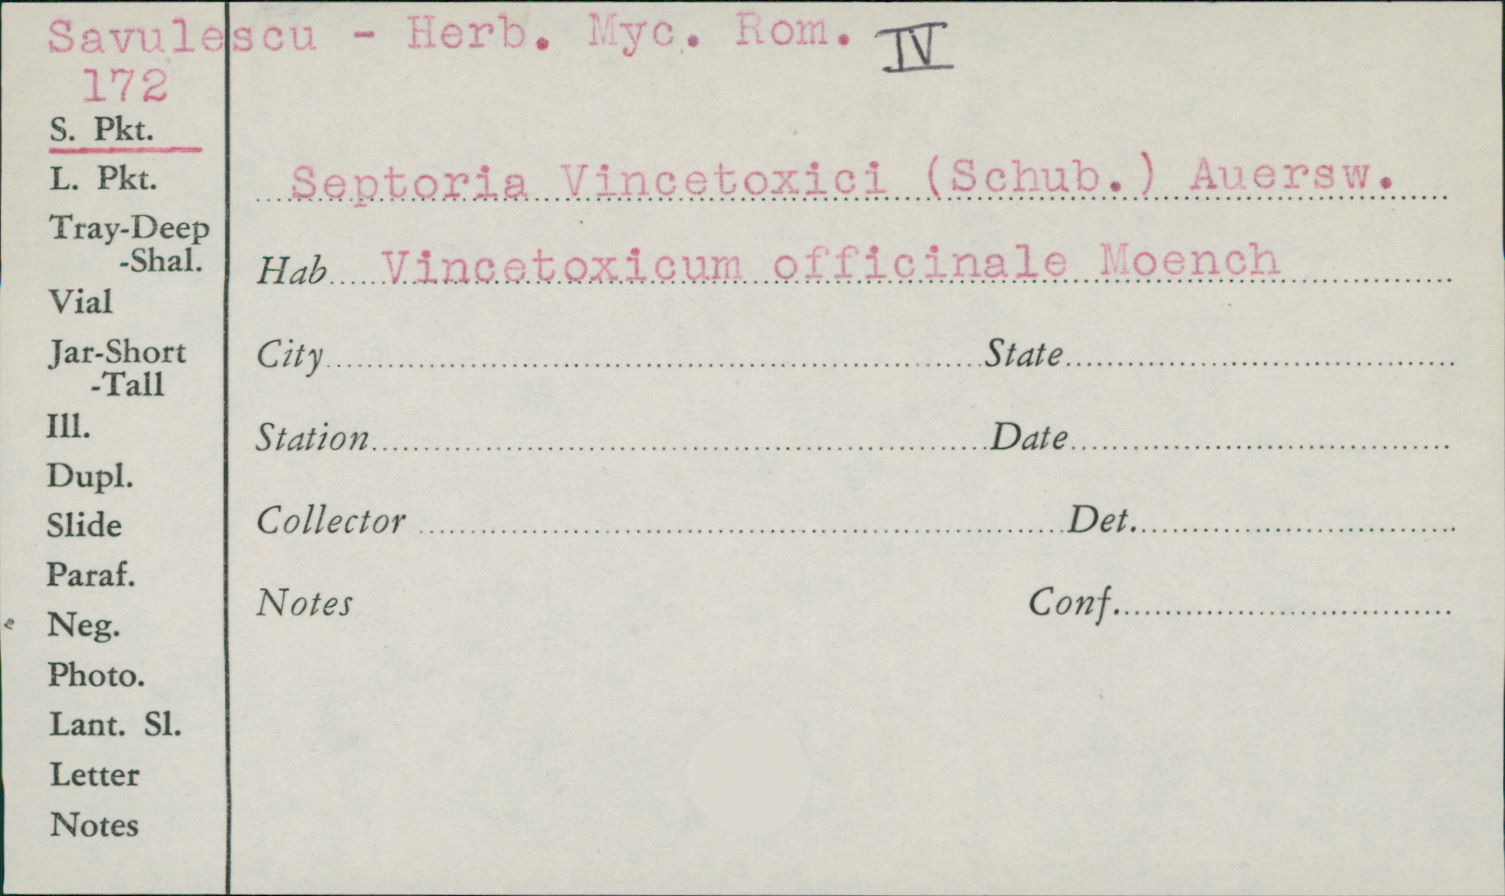 Savulescu - Herb. Myc. Rom. IV
172
S. Pkt.
L. Pkt.
Tray-Deep
-Shal.
Vial
Jar-Short
-Tall
Ill.
Dupl.
Slide
Paraf.
Neg.
Photo.
Lant. Sl.
Letter
Notes
Septoria Vincetoxici (Schub.) Auersw.
Hab Vincetoxicum officinale Moench
City State
Station Date
Collector Det.
Notes Conf.